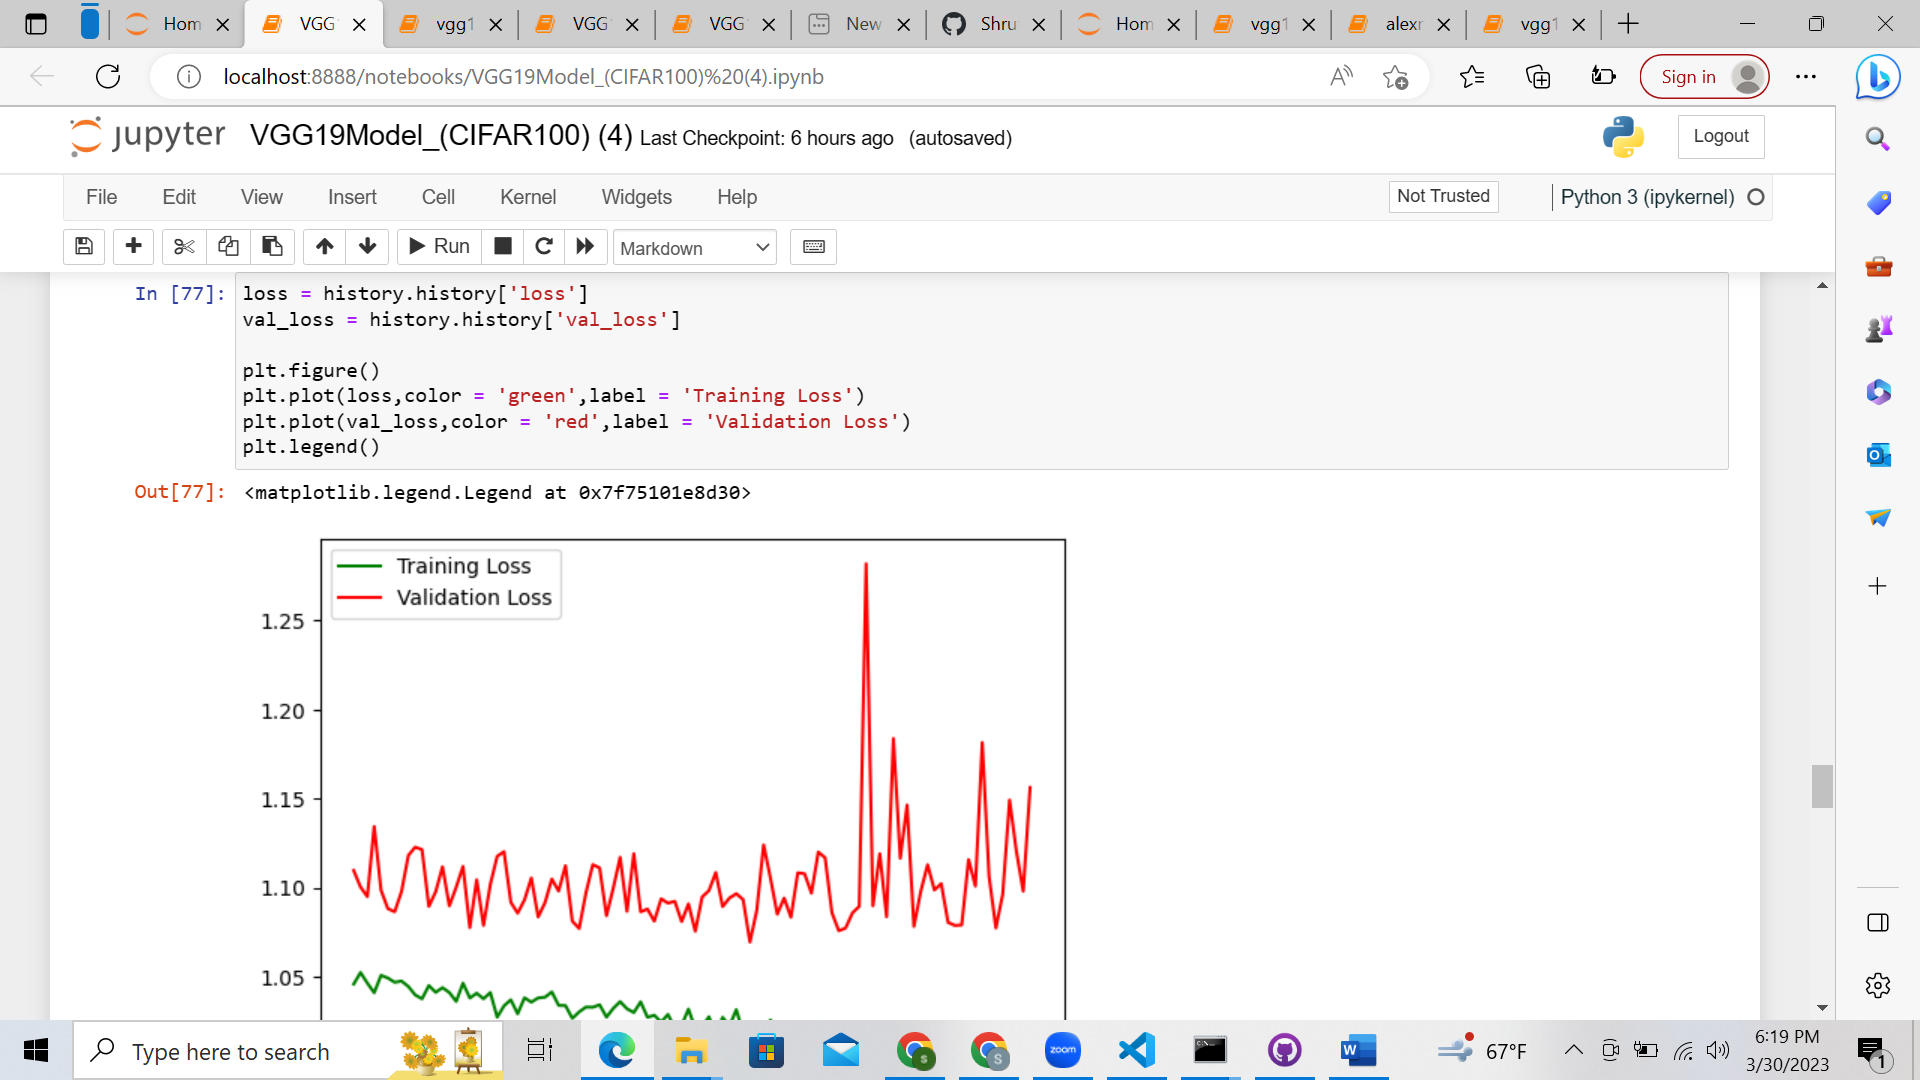 Hom
VGG
vgg1
VGG
VGG
New
Shru
Hom
vgg1
alexr
vgg1
localhost:8888/notebooks/VGG19Model_(CIFAR100)%20(4).ipynb
Sign in
jupyter VGG19Model_(CIFAR100) (4) Last Checkpoint: 6 hours ago (autosaved)
Logout
File Edit View Insert Cell Kernel Widgets Help
Not Trusted
Python 3 (ipykernel)
Run
Markdown
In [77]: loss = history.history['loss']
val_loss = history.history['val_loss']
plt.figure()
plt.plot(loss,color = 'green',label = 'Training Loss')
plt.plot(val_loss,color = 'red',label = 'Validation Loss')
plt.legend()
Out[77]: <matplotlib.legend.Legend at 0x7f75101e8d30>
Training Loss
Validation Loss
1.25
1.20
1.15
1.10
1.05
Type here to search
zoom
67°F
6:19 PM
3/30/2023
1